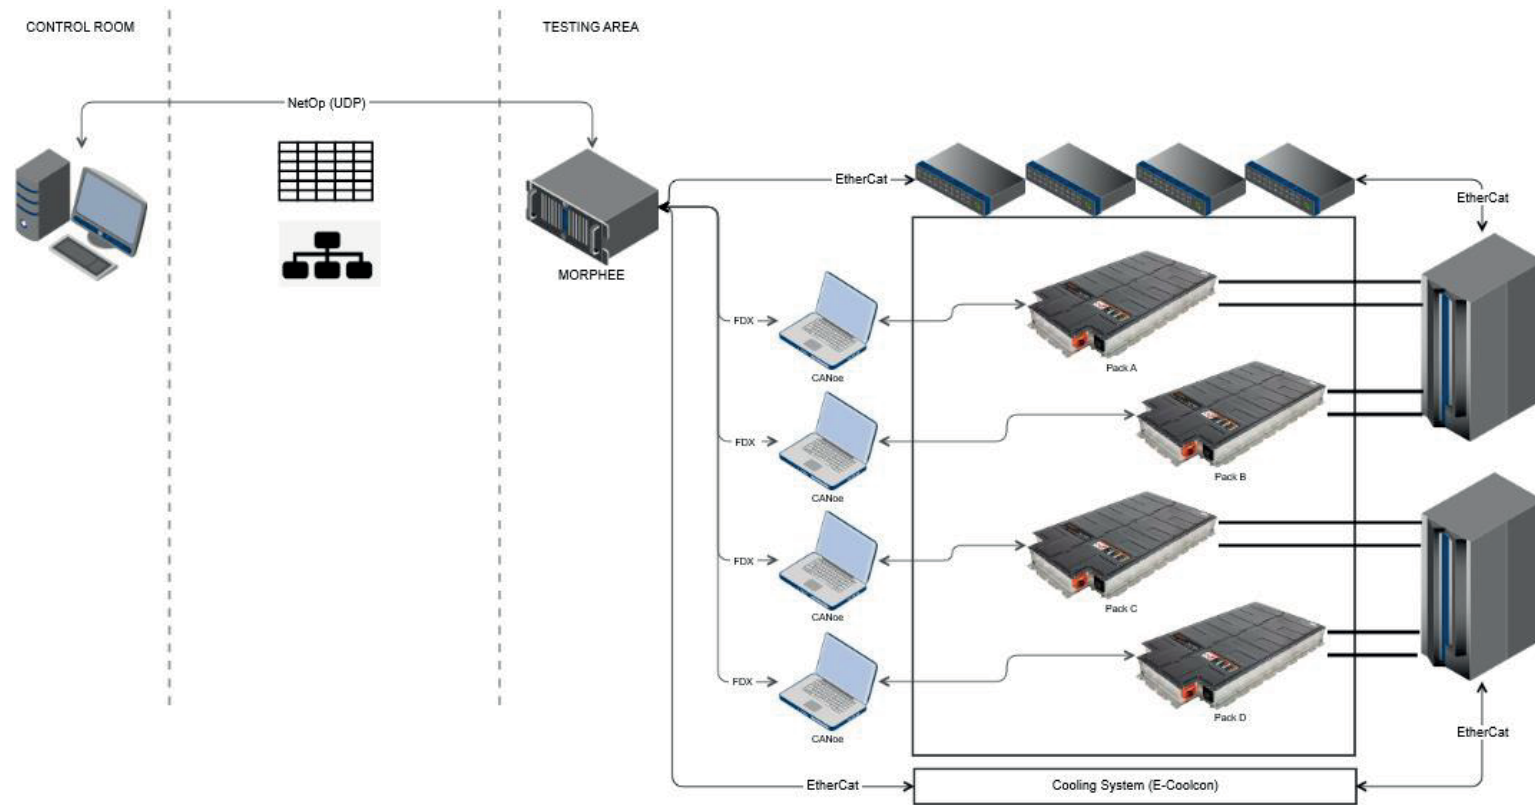 CONTROL ROOM
TESTING AREA
NetOp (UDP)
EtherCat
EtherCat
MORPHEE
FDX
CANoe
Pack A
FDX
CANoe
Pack B
FDX
CANoe
Pack C
FDX
CANoe
Pack D
EtherCat
EtherCat
Cooling System (E-Coolcon)